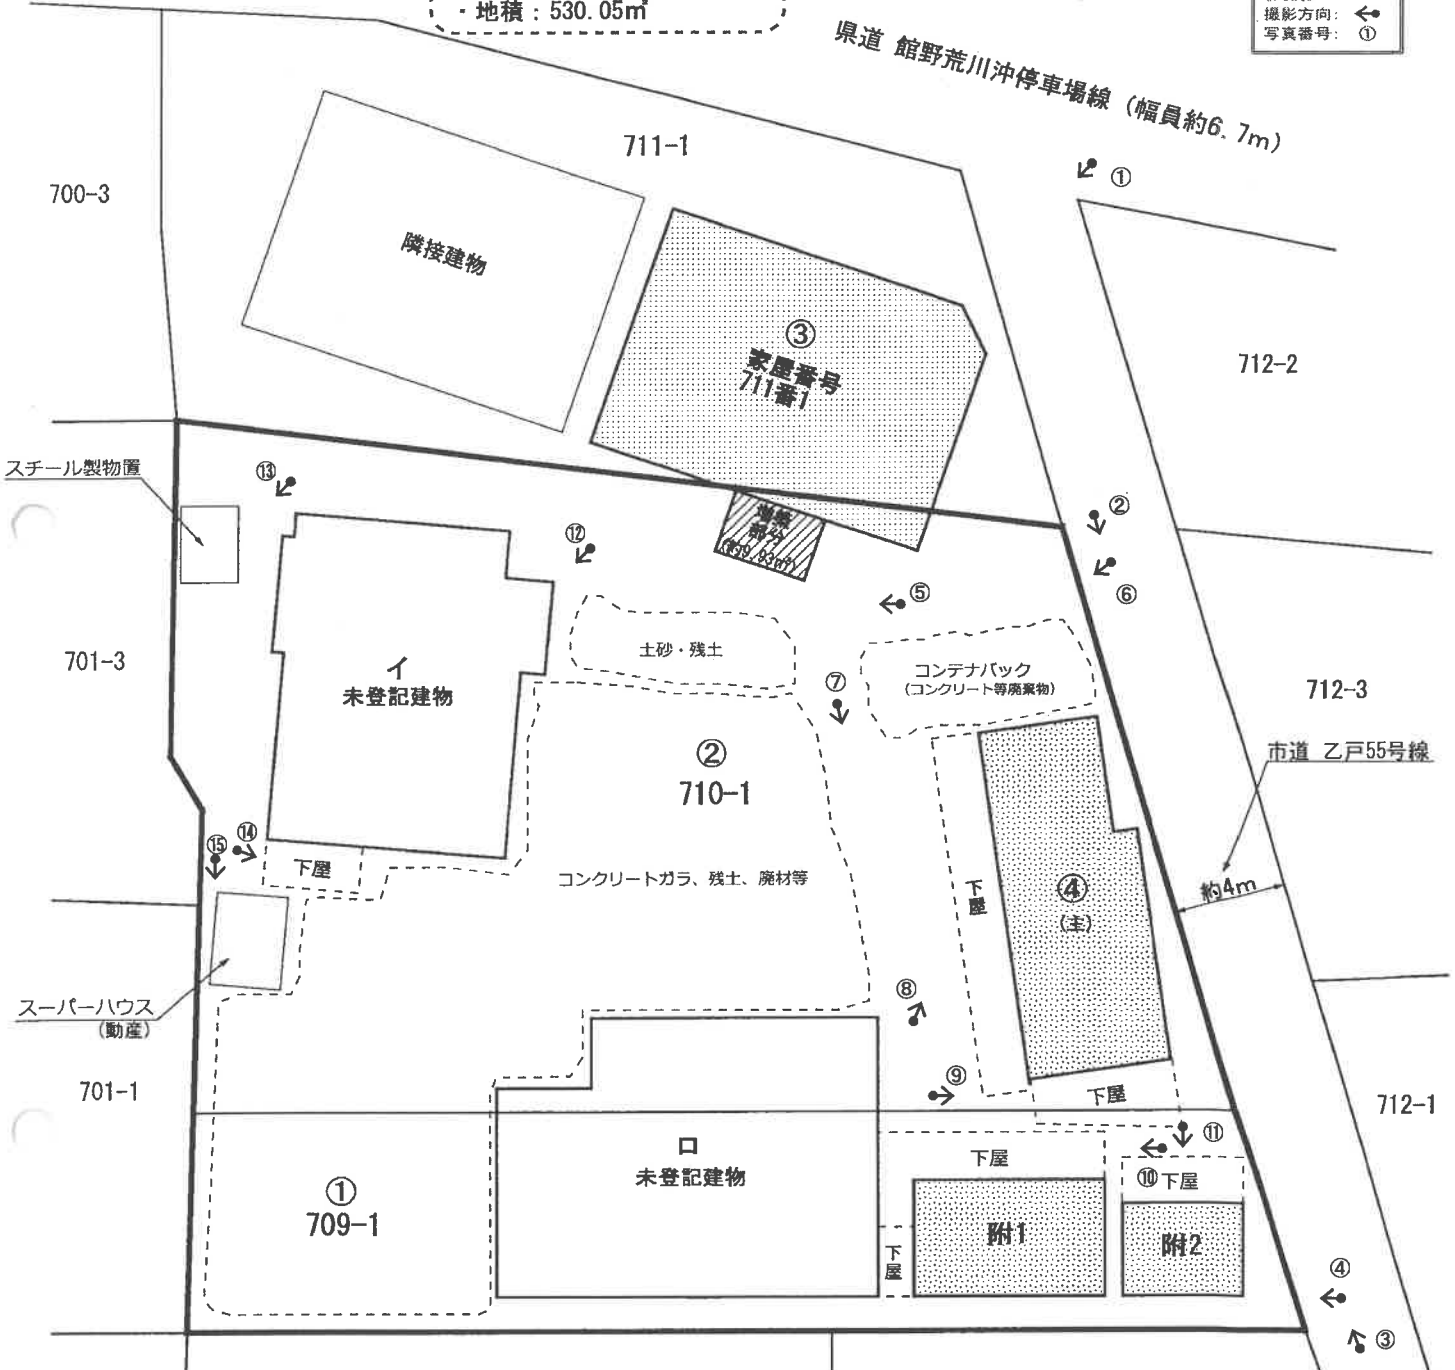 ・地積：530.05㎡
撮影方向：
写真番号： ①
県道 館野荒川沖停車場線（幅員約6.7m）
①
711-1
700-3
隣接建物
③
家屋番号
711番1
712-2
スチール製物置
⑬
②
増築
部分
⑫
⑤
⑥
土砂・残土
701-3
イ
未登記建物
コンテナバック
（コンクリート等廃棄物）
⑦
712-3
②
710-1
市道 乙戸55号線
⑮
⑭
下屋
コンクリートガラ、残土、廃材等
下屋
④
（主）
約4m
スーパーハウス
（動産）
⑧
⑨
701-1
下屋
712-1
ロ
未登記建物
⑪
下屋
⑩
下屋
①
709-1
附1
附2
下屋
④
③